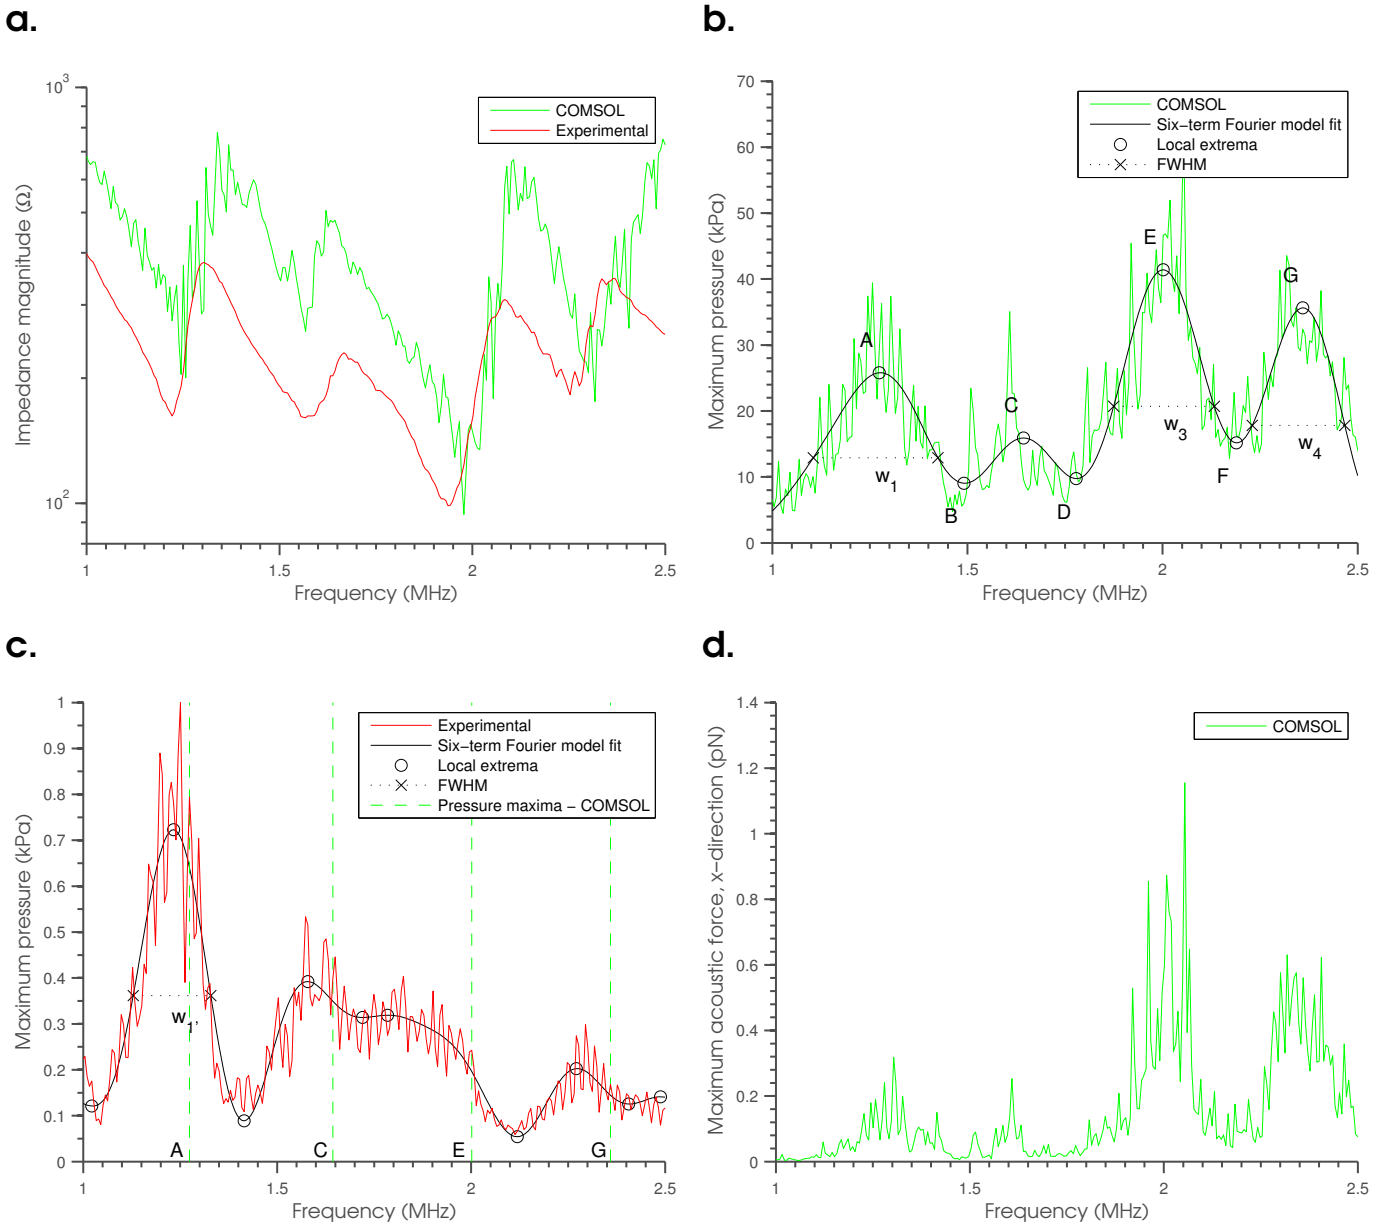 a.
10^3
10^2
Impedance magnitude (Ω)
COMSOL
Experimental
1
1.5
2
2.5
Frequency (MHz)
b.
70
60
50
40
30
20
10
0
Maximum pressure (kPa)
COMSOL
Six-term Fourier model fit
Local extrema
FWHM
A
B
C
D
E
F
G
w_1
w_3
w_4
1
1.5
2
2.5
Frequency (MHz)
c.
1
0.9
0.8
0.7
0.6
0.5
0.4
0.3
0.2
0.1
0
Maximum pressure (kPa)
Experimental
Six-term Fourier model fit
Local extrema
FWHM
Pressure maxima - COMSOL
w_1'
A
C
E
G
1
1.5
2
2.5
Frequency (MHz)
d.
1.4
1.2
1
0.8
0.6
0.4
0.2
0
Maximum acoustic force, x-direction (pN)
COMSOL
1
1.5
2
2.5
Frequency (MHz)